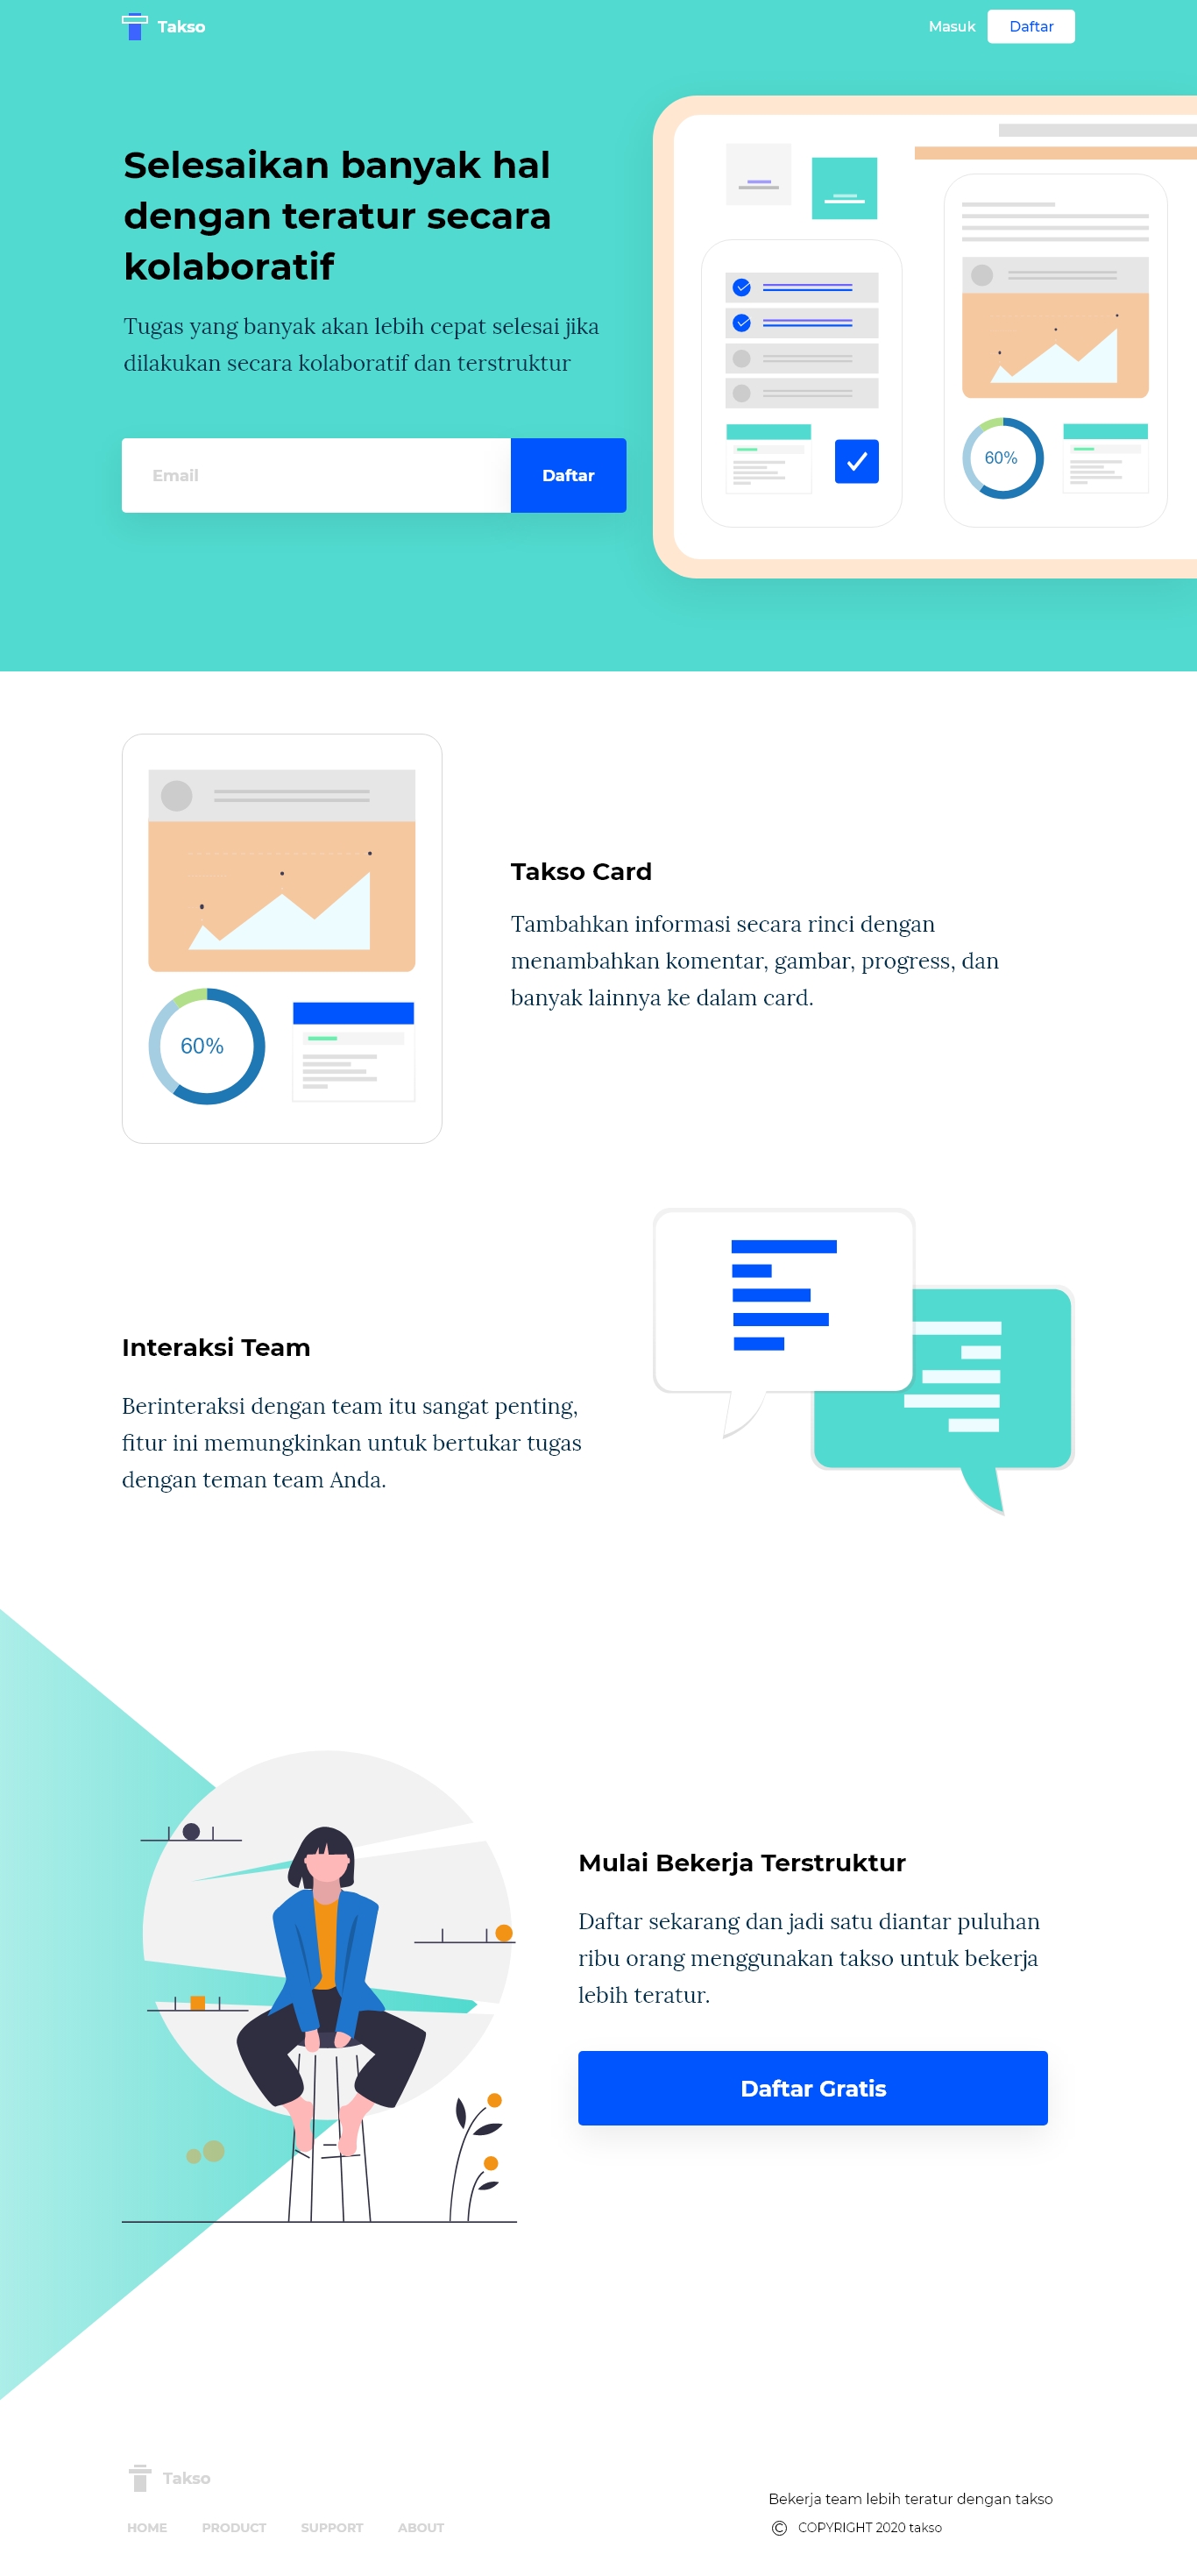 Takso
Masuk
Daftar
Selesaikan banyak hal
dengan teratur secara
kolaboratif
Tugas yang banyak akan lebih cepat selesai jika
dilakukan secara kolaboratif dan terstruktur
Email
Daftar
60%
60%
Takso Card
Tambahkan informasi secara rinci dengan
menambahkan komentar, gambar, progress, dan
banyak lainnya ke dalam card.
Interaksi Team
Berinteraksi dengan team itu sangat penting,
fitur ini memungkinkan untuk bertukar tugas
dengan teman team Anda.
Mulai Bekerja Terstruktur
Daftar sekarang dan jadi satu diantar puluhan
ribu orang menggunakan takso untuk bekerja
lebih teratur.
Daftar Gratis
Takso
HOME PRODUCT SUPPORT ABOUT
Bekerja team lebih teratur dengan takso
© COPYRIGHT 2020 takso